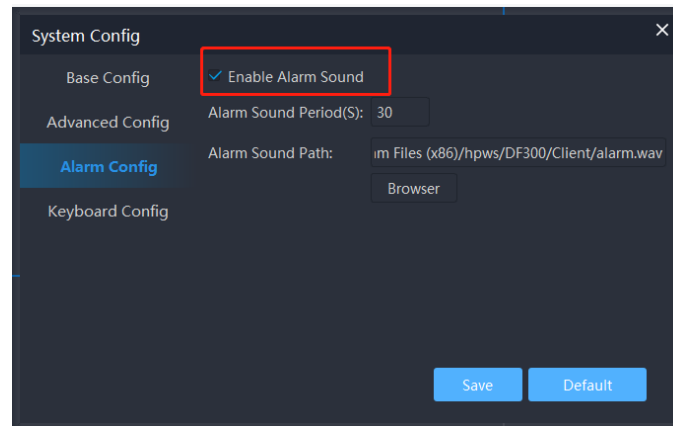 System Config
Base Config
Advanced Config
Alarm Config
Keyboard Config
Enable Alarm Sound
Alarm Sound Period(S): 30
Alarm Sound Path: ım Files (x86)/hpws/DF300/Client/alarm.wav
Browser
Save Default